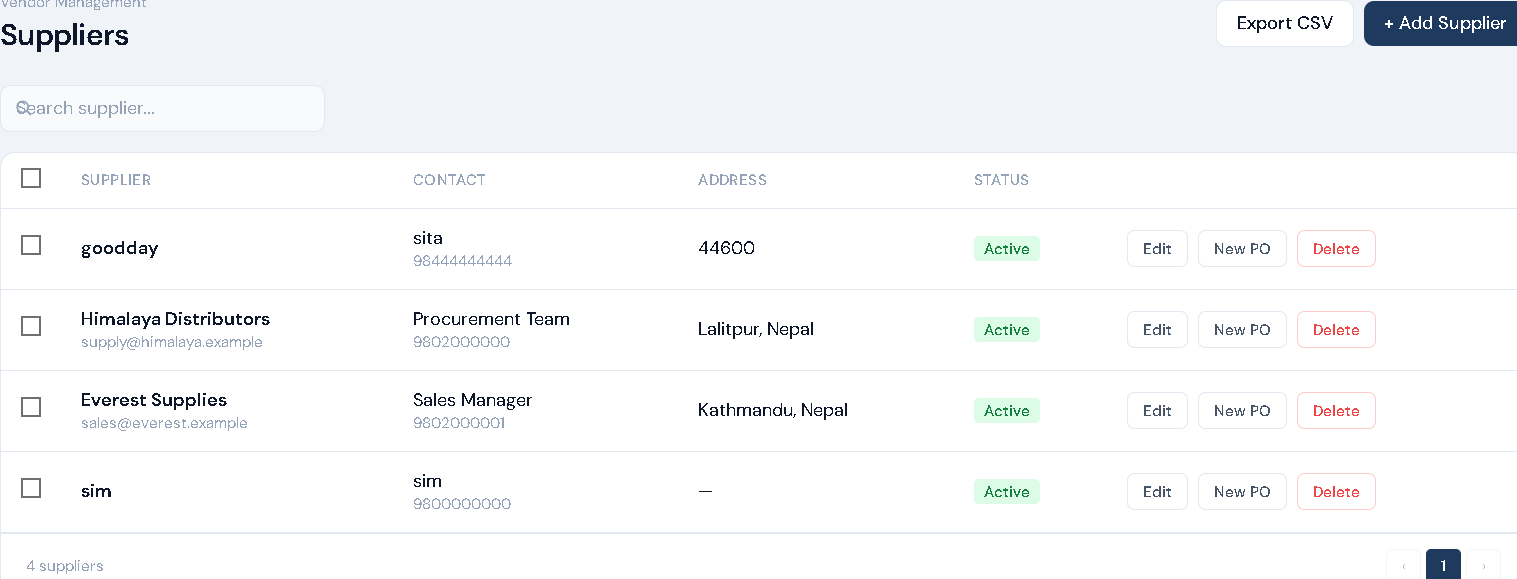 Vendor Management
Suppliers
Export CSV
+ Add Supplier
Search supplier...
SUPPLIER CONTACT ADDRESS STATUS
goodday sita 44600 Active Edit New PO Delete
98444444444
Himalaya Distributors Procurement Team Lalitpur, Nepal Active Edit New PO Delete
supply@himalaya.example 9802000000
Everest Supplies Sales Manager Kathmandu, Nepal Active Edit New PO Delete
sales@everest.example 9802000001
sim sim — Active Edit New PO Delete
9800000000
4 suppliers ‹ 1 ›